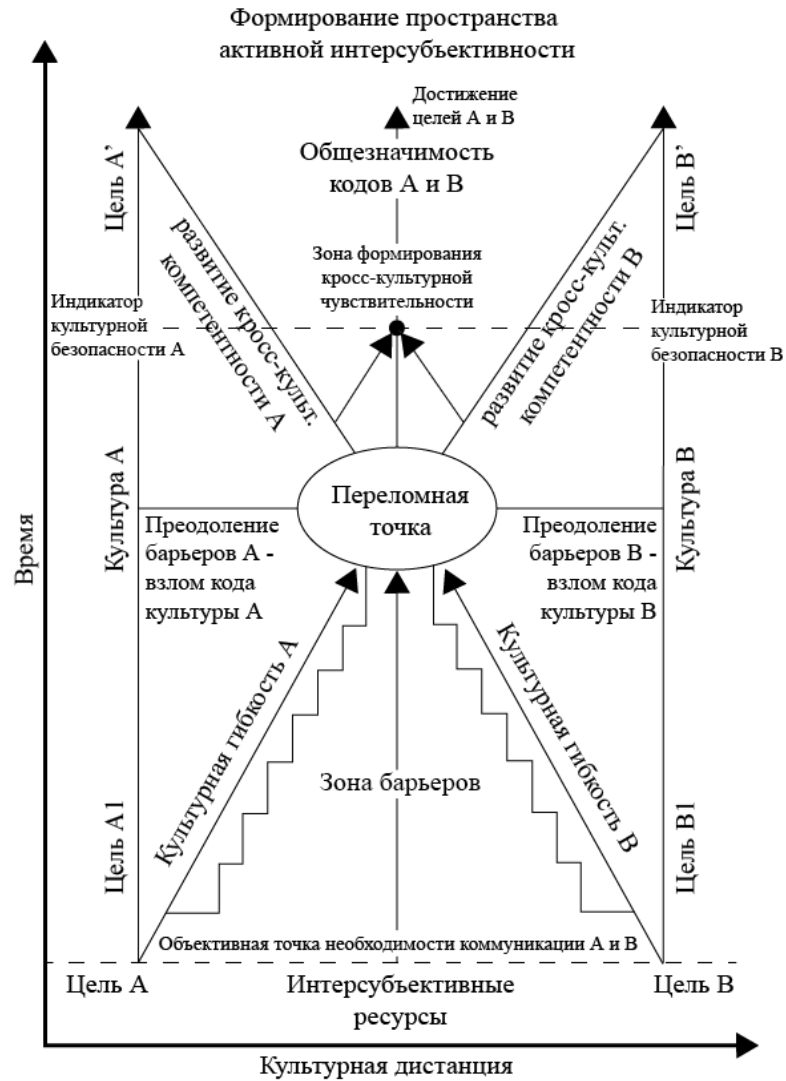 Формирование пространства
активной интерсубъективности
Достижение
целей А и В
Общезначимость
кодов А и В
Цель А’
Цель В’
развитие кросс-культ.
компетентности А
Зона формирования
кросс-культурной
чувствительности
развитие кросс-культ.
компетентности В
Индикатор
культурной
безопасности А
Индикатор
культурной
безопасности В
Культура А
Культура В
Переломная
точка
Время
Преодоление
барьеров А -
взлом кода
культуры А
Преодоление
барьеров В -
взлом кода
культуры В
Культурная гибкость А
Культурная гибкость В
Зона барьеров
Цель А1
Цель В1
Объективная точка необходимости коммуникации А и В
Цель А
Интерсубъективные
ресурсы
Цель В
Культурная дистанция